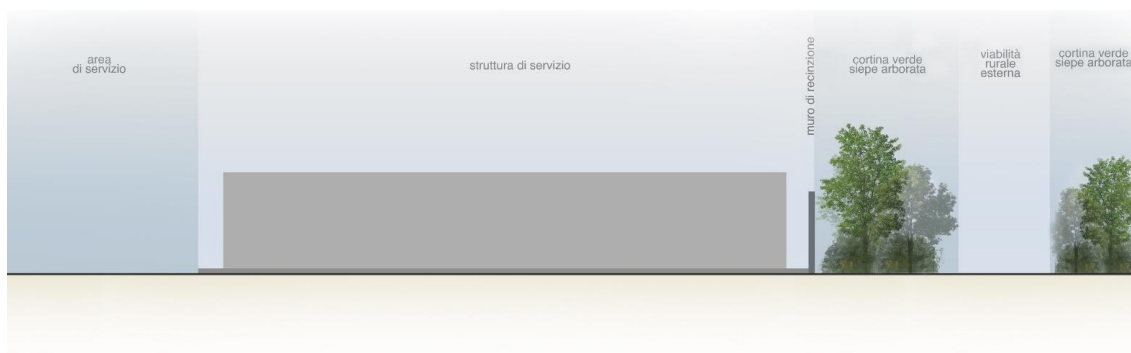 area
di servizio
struttura di servizio
muro di recinzione
cortina verde
siepe arborata
viabilità
rurale
esterna
cortina verde
siepe arborata